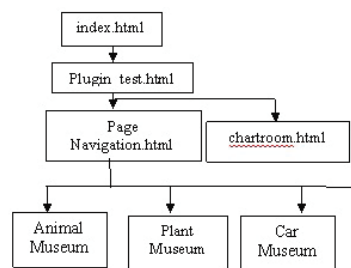 index.html
Plugin test.html
Page
Navigation.html
chartroom.html
Animal
Museum
Plant
Museum
Car
Museum